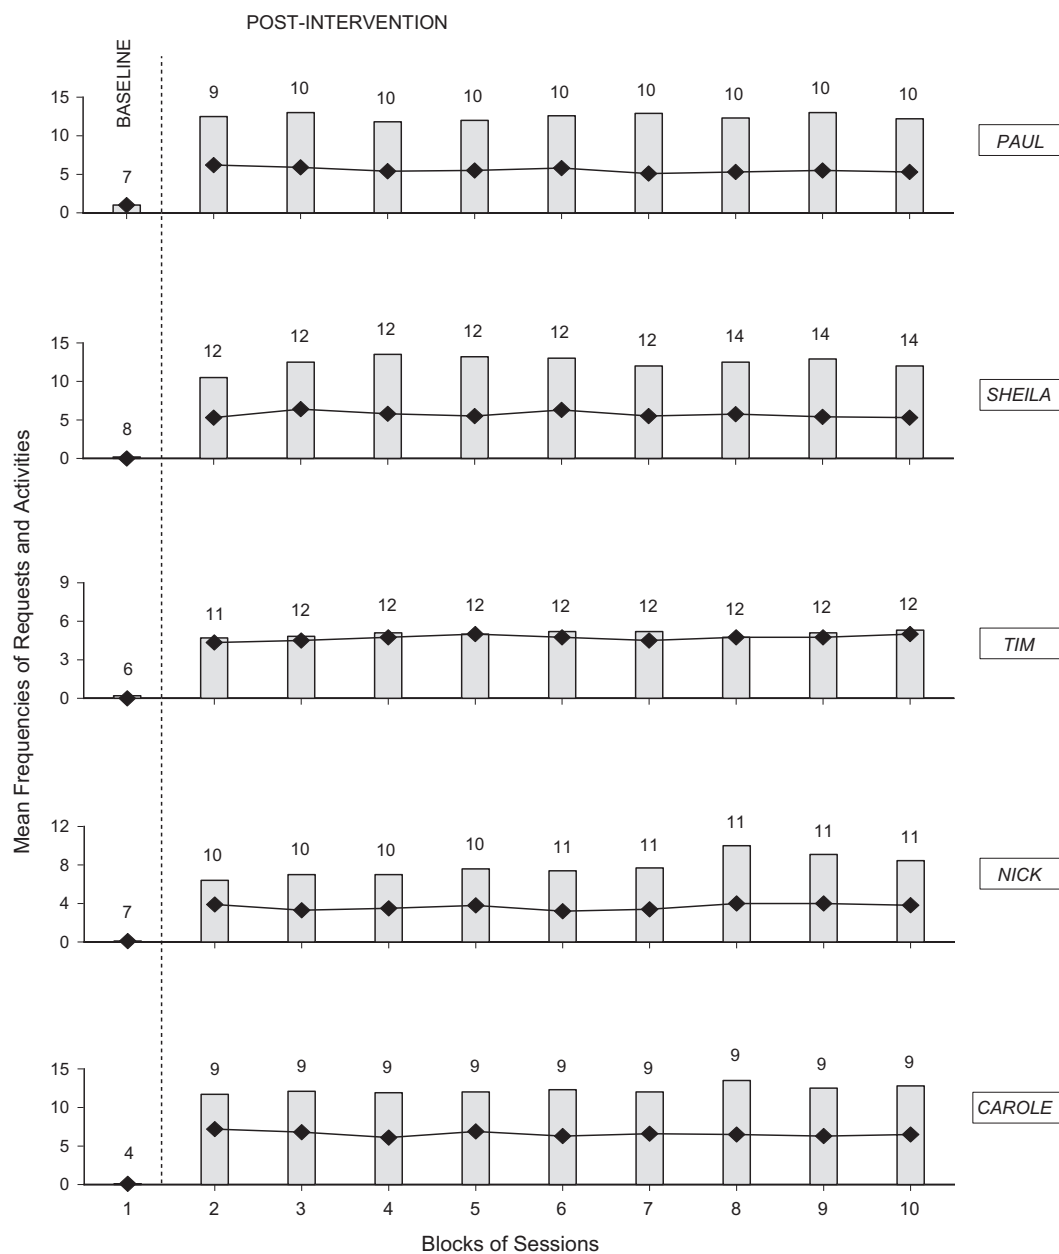 POST-INTERVENTION
BASELINE
Mean Frequencies of Requests and Activities
9 10 10 10 10 10 10 10 10
15
10
5
0
7
PAUL
12 12 12 12 12 12 14 14 14
15
10
5
0
8
SHEILA
11 12 12 12 12 12 12 12 12
9
6
3
0
6
TIM
10 10 10 10 11 11 11 11 11
12
8
4
0
7
NICK
9 9 9 9 9 9 9 9 9
15
10
5
0
4
CAROLE
1 2 3 4 5 6 7 8 9 10
Blocks of Sessions